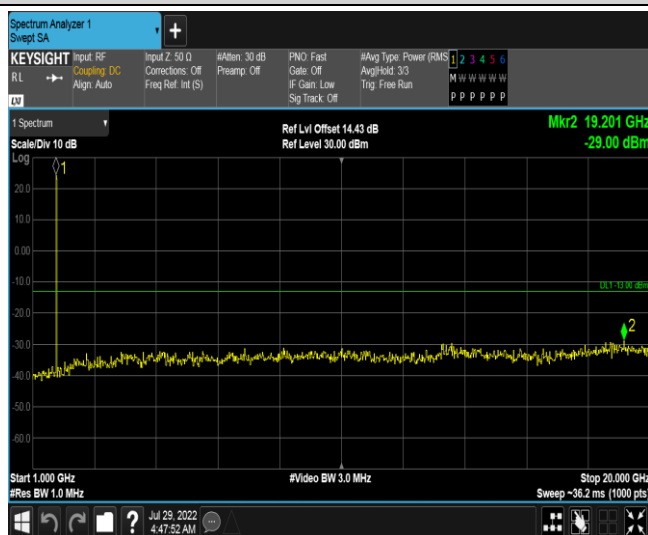 Spectrum Analyzer 1
Swept SA
+
KEYSIGHT
RL
LXI
Input: RF
Coupling: DC
Align: Auto
Input Z: 50 Ω
Corrections: Off
Freq Ref: Int (S)
#Atten: 30 dB
Preamp: Off
PNO: Fast
Gate: Off
IF Gain: Low
Sig Track: Off
#Avg Type: Power (RMS
Avg|Hold: 3/3
Trig: Free Run
1 2 3 4 5 6
M W W W W W
P P P P P P
1 Spectrum
Scale/Div 10 dB
Log
Ref Lvl Offset 14.43 dB
Ref Level 30.00 dBm
Mkr2 19.201 GHz
-29.00 dBm
1
20.0
10.0
0.00
-10.0
DL1 -13.00 dBm
-20.0
2
-30.0
-40.0
-50.0
-60.0
Start 1.000 GHz
#Res BW 1.0 MHz
#Video BW 3.0 MHz
Stop 20.000 GHz
Sweep ~36.2 ms (1000 pts)
?
Jul 29, 2022
4:47:52 AM